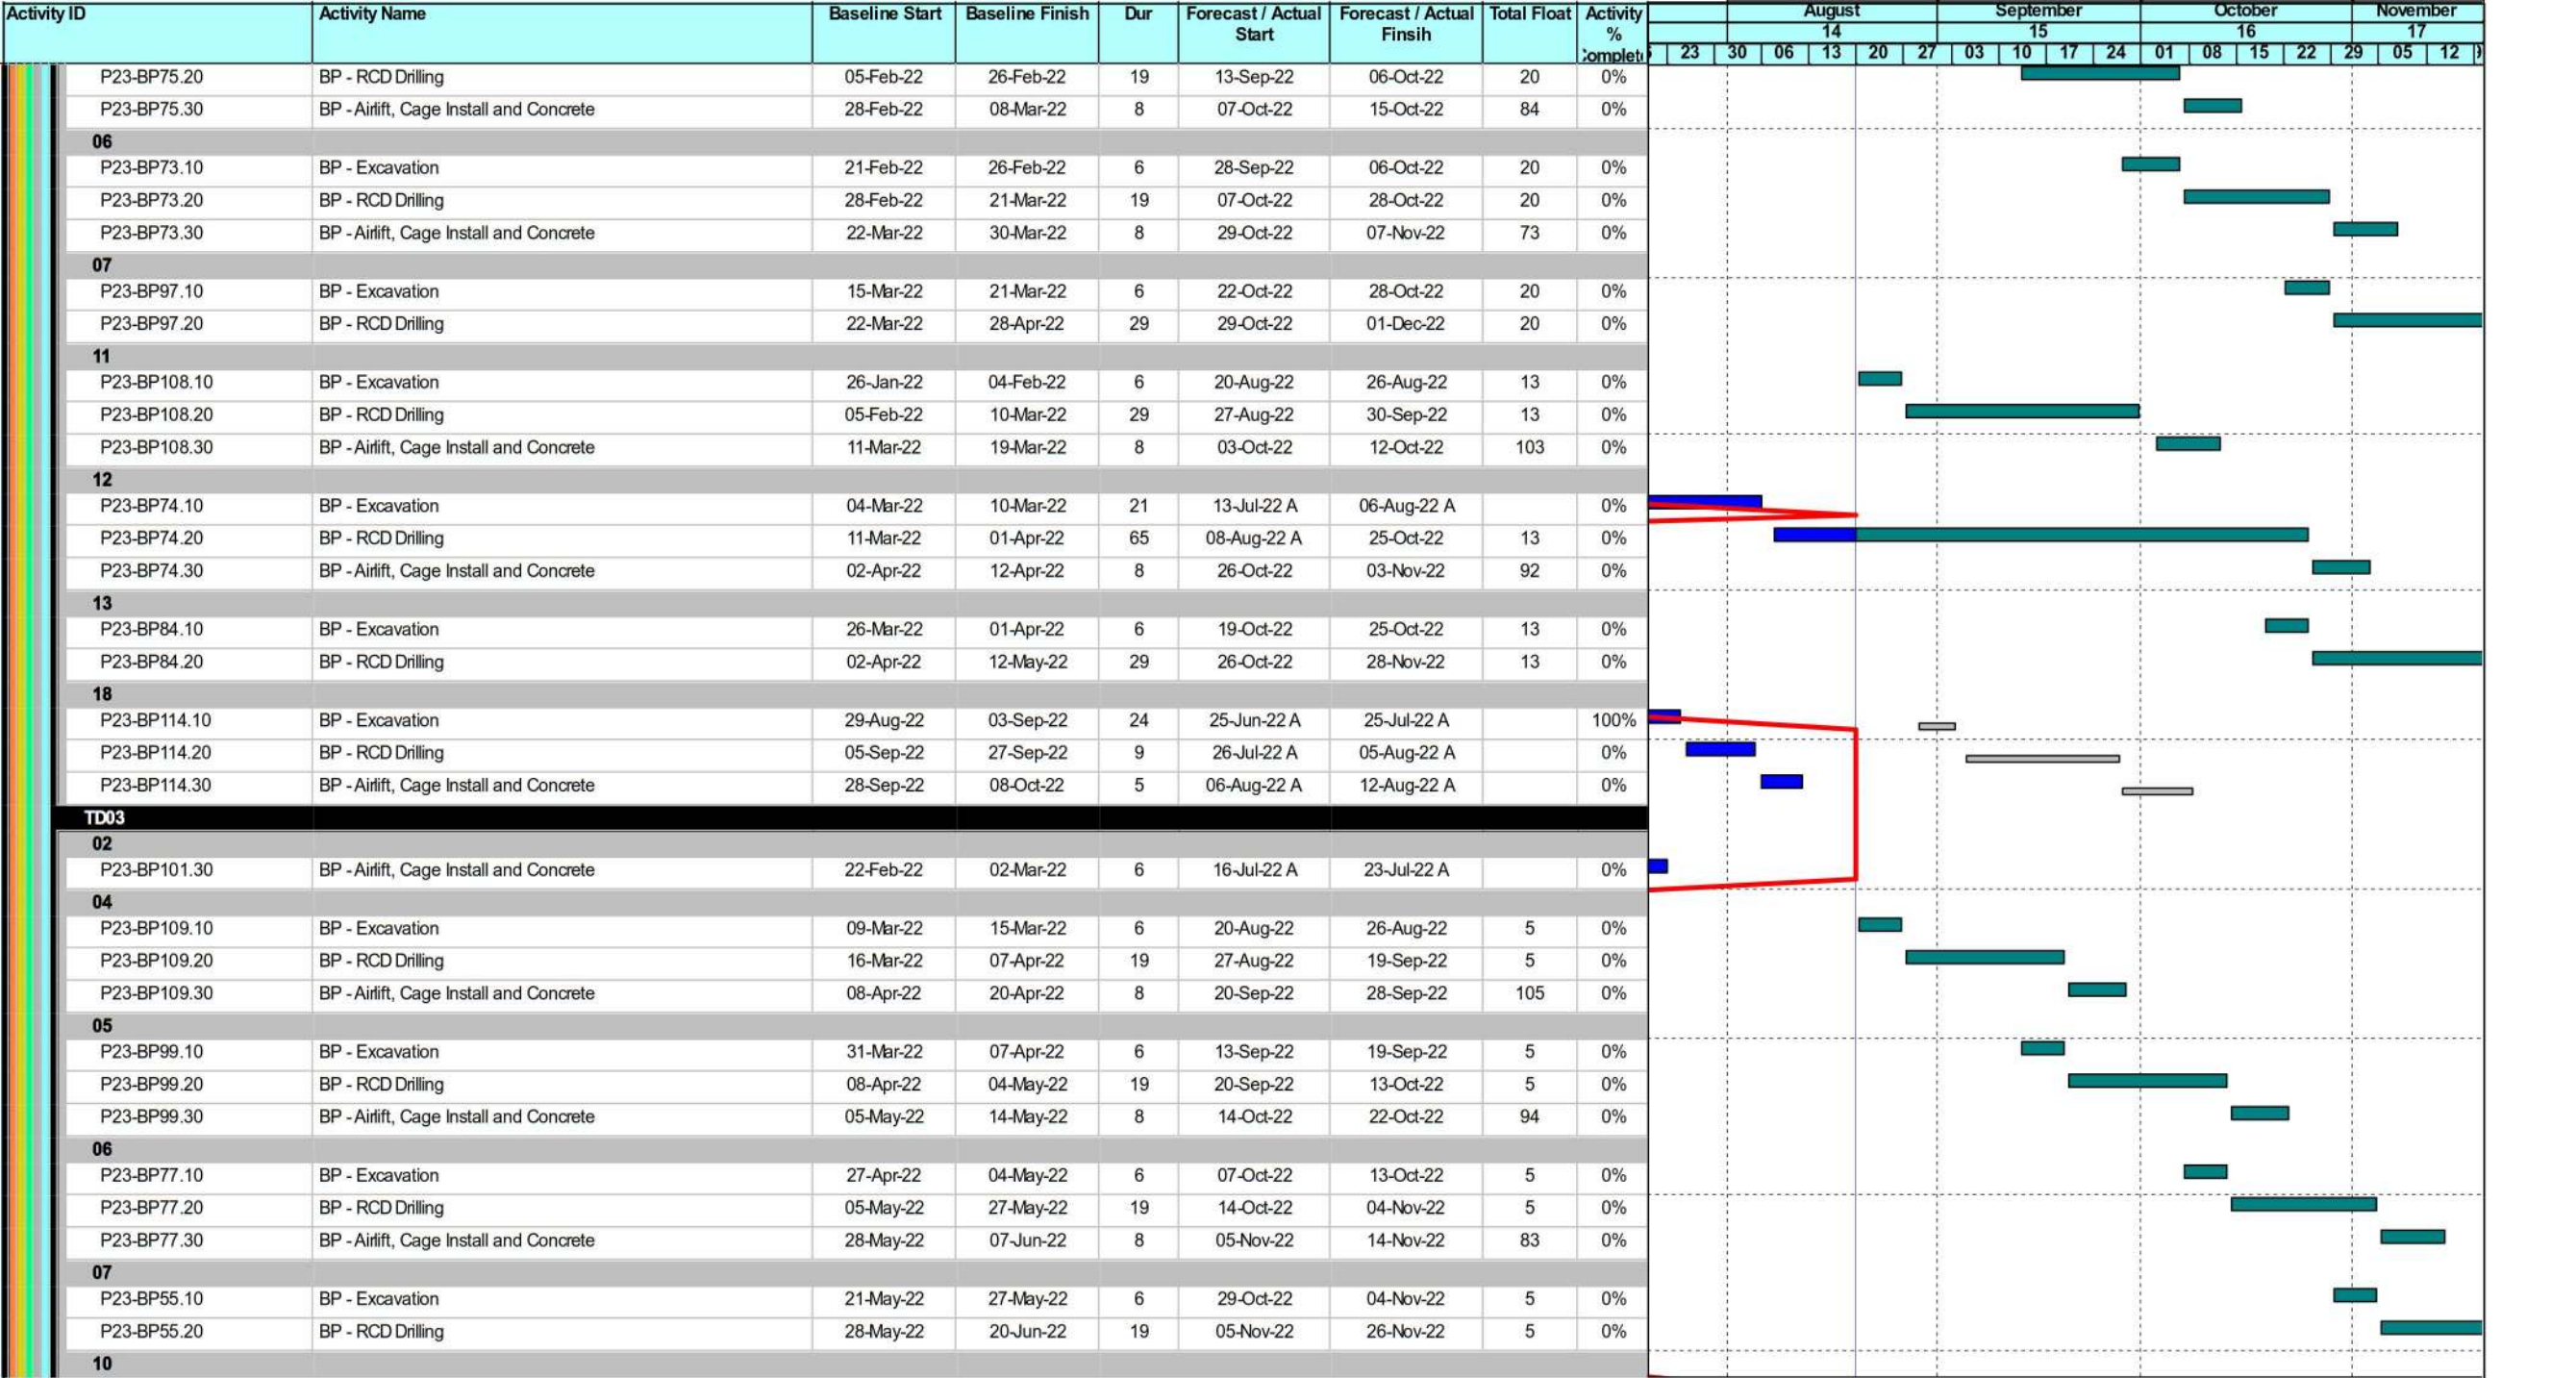 Activity ID Activity Name Baseline Start Baseline Finish Dur Forecast / Actual Start Forecast / Actual Finsih Total Float Activity % August September October November
14 15 16 17
23 30 06 13 20 27 03 10 17 24 01 08 15 22 29 05 12
P23-BP75.20 BP - RCD Drilling 05-Feb-22 26-Feb-22 19 13-Sep-22 06-Oct-22 20 0%
P23-BP75.30 BP - Airlift, Cage Install and Concrete 28-Feb-22 08-Mar-22 8 07-Oct-22 15-Oct-22 84 0%
06
P23-BP73.10 BP - Excavation 21-Feb-22 26-Feb-22 6 28-Sep-22 06-Oct-22 20 0%
P23-BP73.20 BP - RCD Drilling 28-Feb-22 21-Mar-22 19 07-Oct-22 28-Oct-22 20 0%
P23-BP73.30 BP - Airlift, Cage Install and Concrete 22-Mar-22 30-Mar-22 8 29-Oct-22 07-Nov-22 73 0%
07
P23-BP97.10 BP - Excavation 15-Mar-22 21-Mar-22 6 22-Oct-22 28-Oct-22 20 0%
P23-BP97.20 BP - RCD Drilling 22-Mar-22 28-Apr-22 29 29-Oct-22 01-Dec-22 20 0%
11
P23-BP108.10 BP - Excavation 26-Jan-22 04-Feb-22 6 20-Aug-22 26-Aug-22 13 0%
P23-BP108.20 BP - RCD Drilling 05-Feb-22 10-Mar-22 29 27-Aug-22 30-Sep-22 13 0%
P23-BP108.30 BP - Airlift, Cage Install and Concrete 11-Mar-22 19-Mar-22 8 03-Oct-22 12-Oct-22 103 0%
12
P23-BP74.10 BP - Excavation 04-Mar-22 10-Mar-22 21 13-Jul-22 A 06-Aug-22 A 0%
P23-BP74.20 BP - RCD Drilling 11-Mar-22 01-Apr-22 65 08-Aug-22 A 25-Oct-22 13 0%
P23-BP74.30 BP - Airlift, Cage Install and Concrete 02-Apr-22 12-Apr-22 8 26-Oct-22 03-Nov-22 92 0%
13
P23-BP84.10 BP - Excavation 26-Mar-22 01-Apr-22 6 19-Oct-22 25-Oct-22 13 0%
P23-BP84.20 BP - RCD Drilling 02-Apr-22 12-May-22 29 26-Oct-22 28-Nov-22 13 0%
18
P23-BP114.10 BP - Excavation 29-Aug-22 03-Sep-22 24 25-Jun-22 A 25-Jul-22 A 100%
P23-BP114.20 BP - RCD Drilling 05-Sep-22 27-Sep-22 9 26-Jul-22 A 05-Aug-22 A 0%
P23-BP114.30 BP - Airlift, Cage Install and Concrete 28-Sep-22 08-Oct-22 5 06-Aug-22 A 12-Aug-22 A 0%
TD03
02
P23-BP101.30 BP - Airlift, Cage Install and Concrete 22-Feb-22 02-Mar-22 6 16-Jul-22 A 23-Jul-22 A 0%
04
P23-BP109.10 BP - Excavation 09-Mar-22 15-Mar-22 6 20-Aug-22 26-Aug-22 5 0%
P23-BP109.20 BP - RCD Drilling 16-Mar-22 07-Apr-22 19 27-Aug-22 19-Sep-22 5 0%
P23-BP109.30 BP - Airlift, Cage Install and Concrete 08-Apr-22 20-Apr-22 8 20-Sep-22 28-Sep-22 105 0%
05
P23-BP99.10 BP - Excavation 31-Mar-22 07-Apr-22 6 13-Sep-22 19-Sep-22 5 0%
P23-BP99.20 BP - RCD Drilling 08-Apr-22 04-May-22 19 20-Sep-22 13-Oct-22 5 0%
P23-BP99.30 BP - Airlift, Cage Install and Concrete 05-May-22 14-May-22 8 14-Oct-22 22-Oct-22 94 0%
06
P23-BP77.10 BP - Excavation 27-Apr-22 04-May-22 6 07-Oct-22 13-Oct-22 5 0%
P23-BP77.20 BP - RCD Drilling 05-May-22 27-May-22 19 14-Oct-22 04-Nov-22 5 0%
P23-BP77.30 BP - Airlift, Cage Install and Concrete 28-May-22 07-Jun-22 8 05-Nov-22 14-Nov-22 83 0%
07
P23-BP55.10 BP - Excavation 21-May-22 27-May-22 6 29-Oct-22 04-Nov-22 5 0%
P23-BP55.20 BP - RCD Drilling 28-May-22 20-Jun-22 19 05-Nov-22 26-Nov-22 5 0%
10